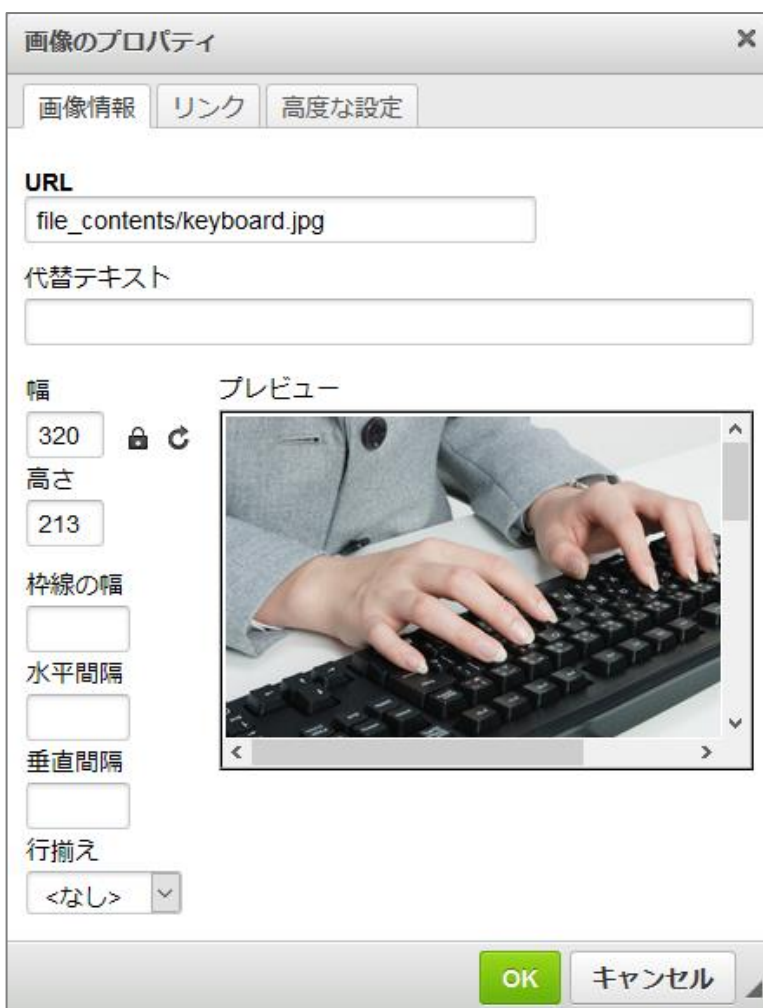 画像のプロパティ
画像情報 リンク 高度な設定
URL
file_contents/keyboard.jpg
代替テキスト
幅
プレビュー
320
高さ
213
枠線の幅
水平間隔
垂直間隔
行揃え
<なし>
OK キャンセル